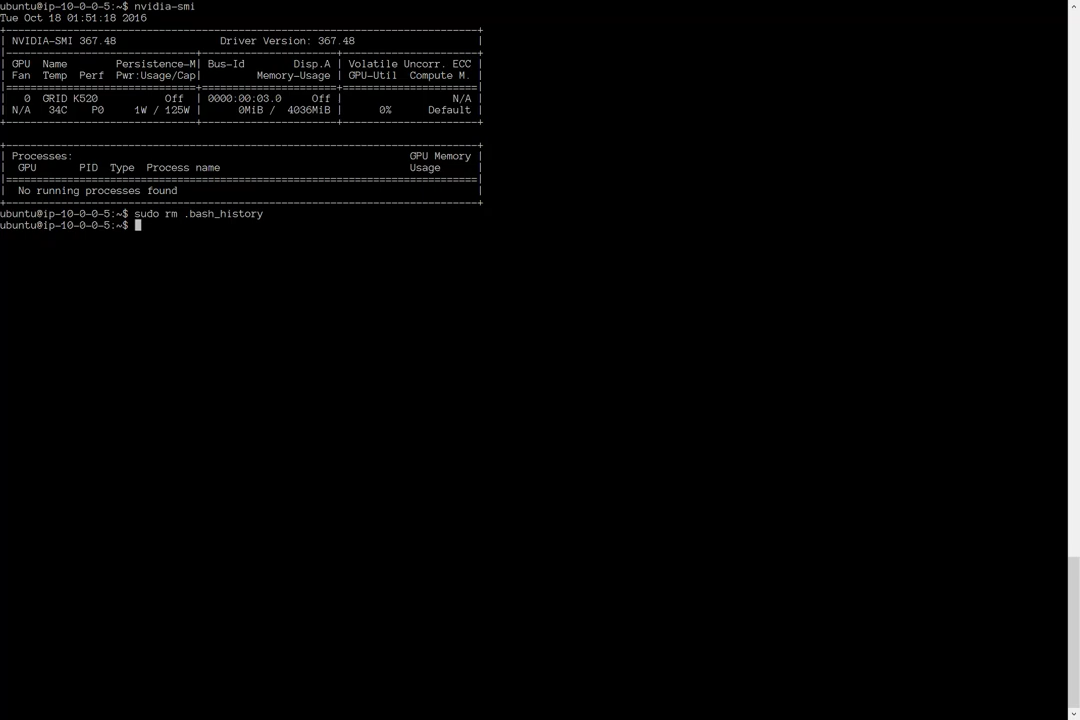 ubuntu@ip-10-0-0-5:~$ nvidia-smi
Tue Oct 18 01:51:18 2016
+-----------------------------------------------------------------------------+
| NVIDIA-SMI 367.48                 Driver Version: 367.48                    |
|-------------------------------+----------------------+----------------------+
| GPU  Name        Persistence-M| Bus-Id        Disp.A | Volatile Uncorr. ECC |
| Fan  Temp  Perf  Pwr:Usage/Cap|         Memory-Usage | GPU-Util  Compute M. |
|===============================+======================+======================|
|   0  GRID K520           Off  | 0000:00:03.0     Off |                  N/A |
| N/A   34C    P0     1W / 125W |      0MiB /  4036MiB |      0%      Default |
+-------------------------------+----------------------+----------------------+
+-----------------------------------------------------------------------------+
| Processes:                                                       GPU Memory |
|  GPU       PID  Type  Process name                               Usage      |
|=============================================================================|
|  No running processes found                                                 |
+-----------------------------------------------------------------------------+
ubuntu@ip-10-0-0-5:~$ sudo rm .bash_history
ubuntu@ip-10-0-0-5:~$